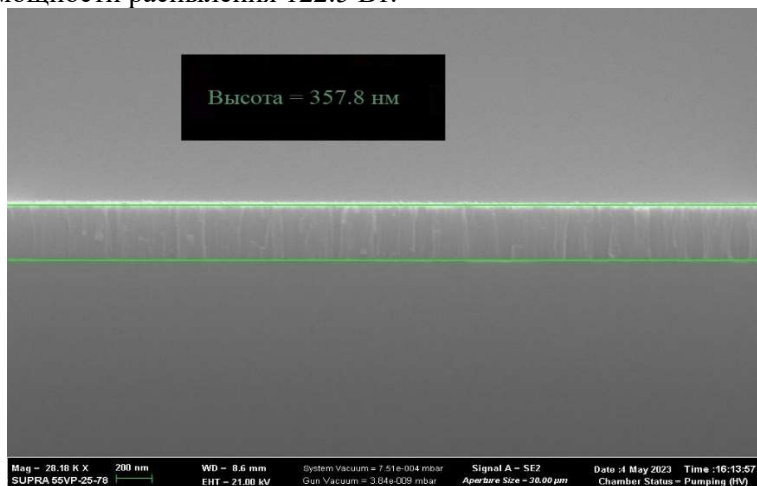 мощности распыления 122.5 Вт.
Высота = 357.8 нм
Mag = 28.18 K X 200 nm WD = 8.6 mm System Vacuum = 7.51e-004 mbar Signal A = SE2 Date :4 May 2023 Time :16:13:57
SUPRA 55VP-25-78 EHT = 21.00 kV Gun Vacuum = 3.84e-009 mbar Aperture Size = 30.00 µm Chamber Status = Pumping (HV)